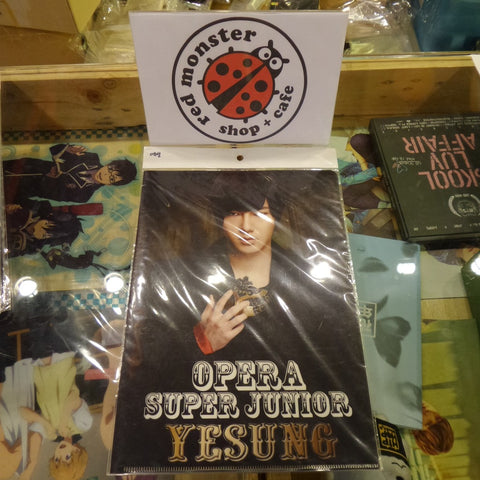 red monster
shop + cafe
SKOOL
LUV
AFFAIR
OPERA
SUPER JUNIOR
YESUNG